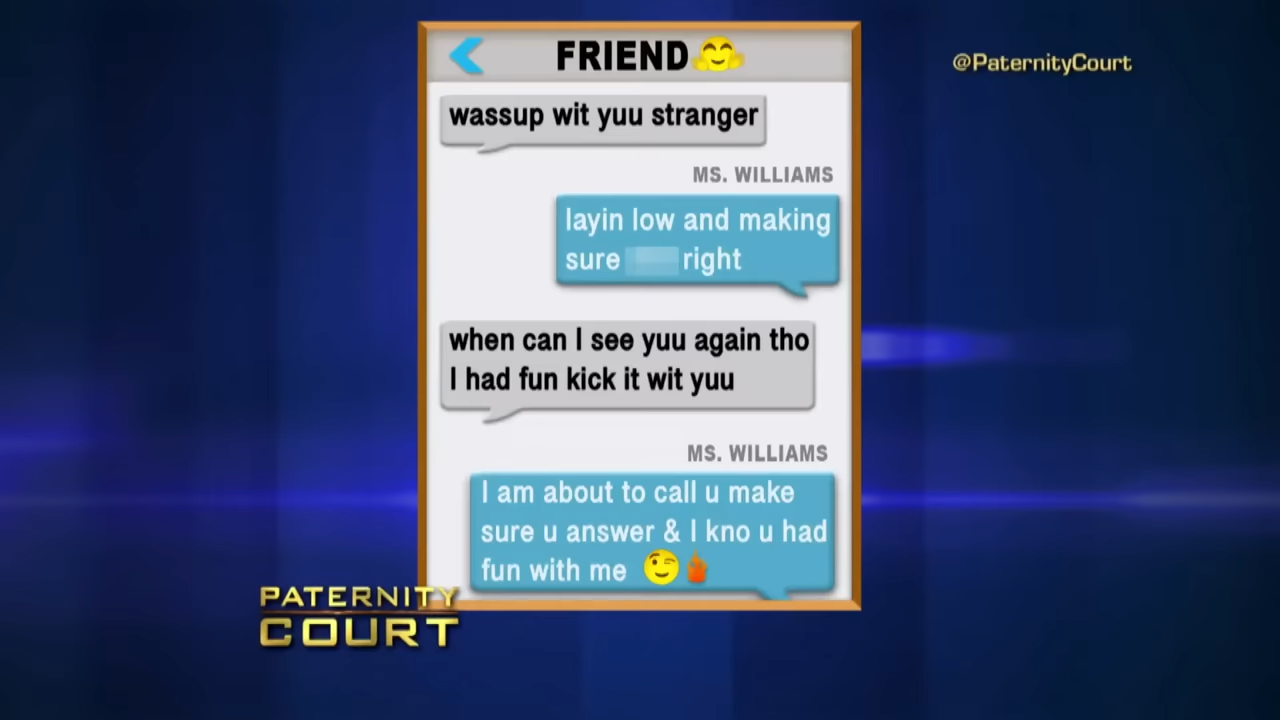 FRIEND🤗
@PaternityCourt
wassup wit yuu stranger
MS. WILLIAMS
layin low and making
sure right
when can I see yuu again tho
I had fun kick it wit yuu
MS. WILLIAMS
I am about to call u make
sure u answer & I kno u had
fun with me 😉🔥
PATERNITY
COURT